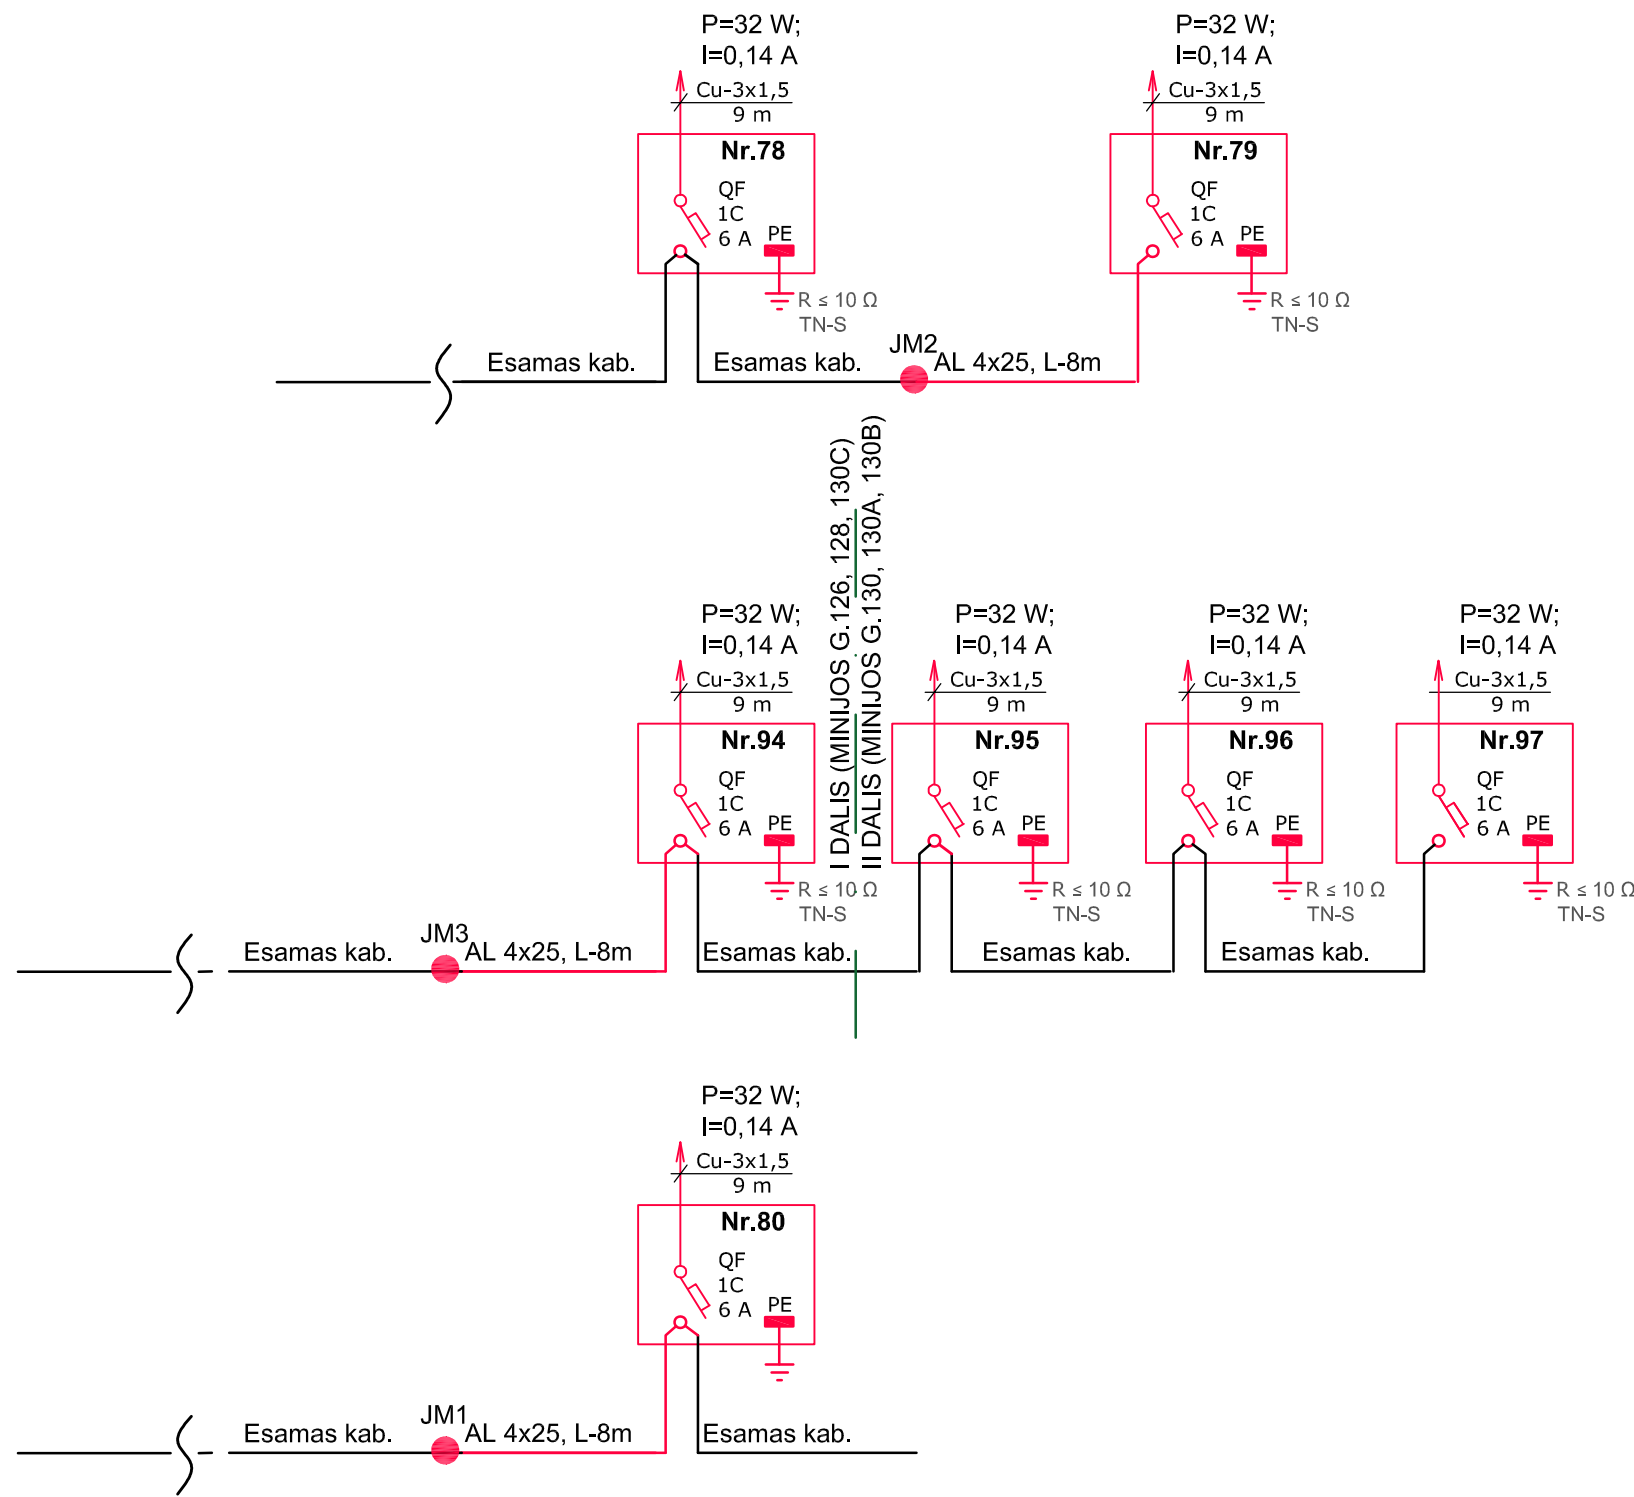 P=32 W;
I=0,14 A
Cu-3x1,5
9 m
Nr.78
QF
1C
6 A
PE
R ≤ 10 Ω
TN-S
P=32 W;
I=0,14 A
Cu-3x1,5
9 m
Nr.79
QF
1C
6 A
PE
R ≤ 10 Ω
TN-S
Esamas kab.
Esamas kab.
JM2
AL 4x25, L-8m
I DALIS (MINIJOS G.126, 128, 130C)
II DALIS (MINIJOS G.130, 130A, 130B)
P=32 W;
I=0,14 A
Cu-3x1,5
9 m
Nr.94
QF
1C
6 A
PE
R ≤ 10 Ω
TN-S
P=32 W;
I=0,14 A
Cu-3x1,5
9 m
Nr.95
QF
1C
6 A
PE
R ≤ 10 Ω
TN-S
P=32 W;
I=0,14 A
Cu-3x1,5
9 m
Nr.96
QF
1C
6 A
PE
R ≤ 10 Ω
TN-S
P=32 W;
I=0,14 A
Cu-3x1,5
9 m
Nr.97
QF
1C
6 A
PE
R ≤ 10 Ω
TN-S
Esamas kab.
JM3
AL 4x25, L-8m
Esamas kab.
Esamas kab.
Esamas kab.
P=32 W;
I=0,14 A
Cu-3x1,5
9 m
Nr.80
QF
1C
6 A
PE
Esamas kab.
JM1
AL 4x25, L-8m
Esamas kab.